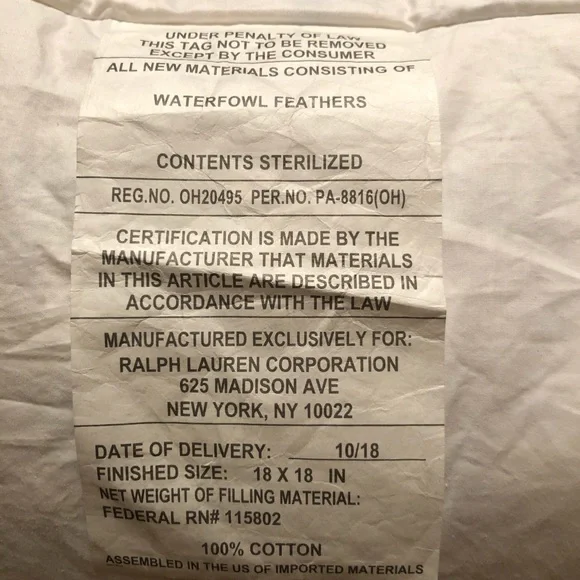 UNDER PENALTY OF LAW
THIS TAG NOT TO BE REMOVED
EXCEPT BY THE CONSUMER
ALL NEW MATERIALS CONSISTING OF
WATERFOWL FEATHERS
CONTENTS STERILIZED
REG.NO. OH20495 PER.NO. PA-8816(OH)
CERTIFICATION IS MADE BY THE
MANUFACTURER THAT MATERIALS
IN THIS ARTICLE ARE DESCRIBED IN
ACCORDANCE WITH THE LAW
MANUFACTURED EXCLUSIVELY FOR:
RALPH LAUREN CORPORATION
625 MADISON AVE
NEW YORK, NY 10022
DATE OF DELIVERY: 10/18
FINISHED SIZE: 18 X 18 IN
NET WEIGHT OF FILLING MATERIAL:
FEDERAL RN# 115802
100% COTTON
ASSEMBLED IN THE US OF IMPORTED MATERIALS